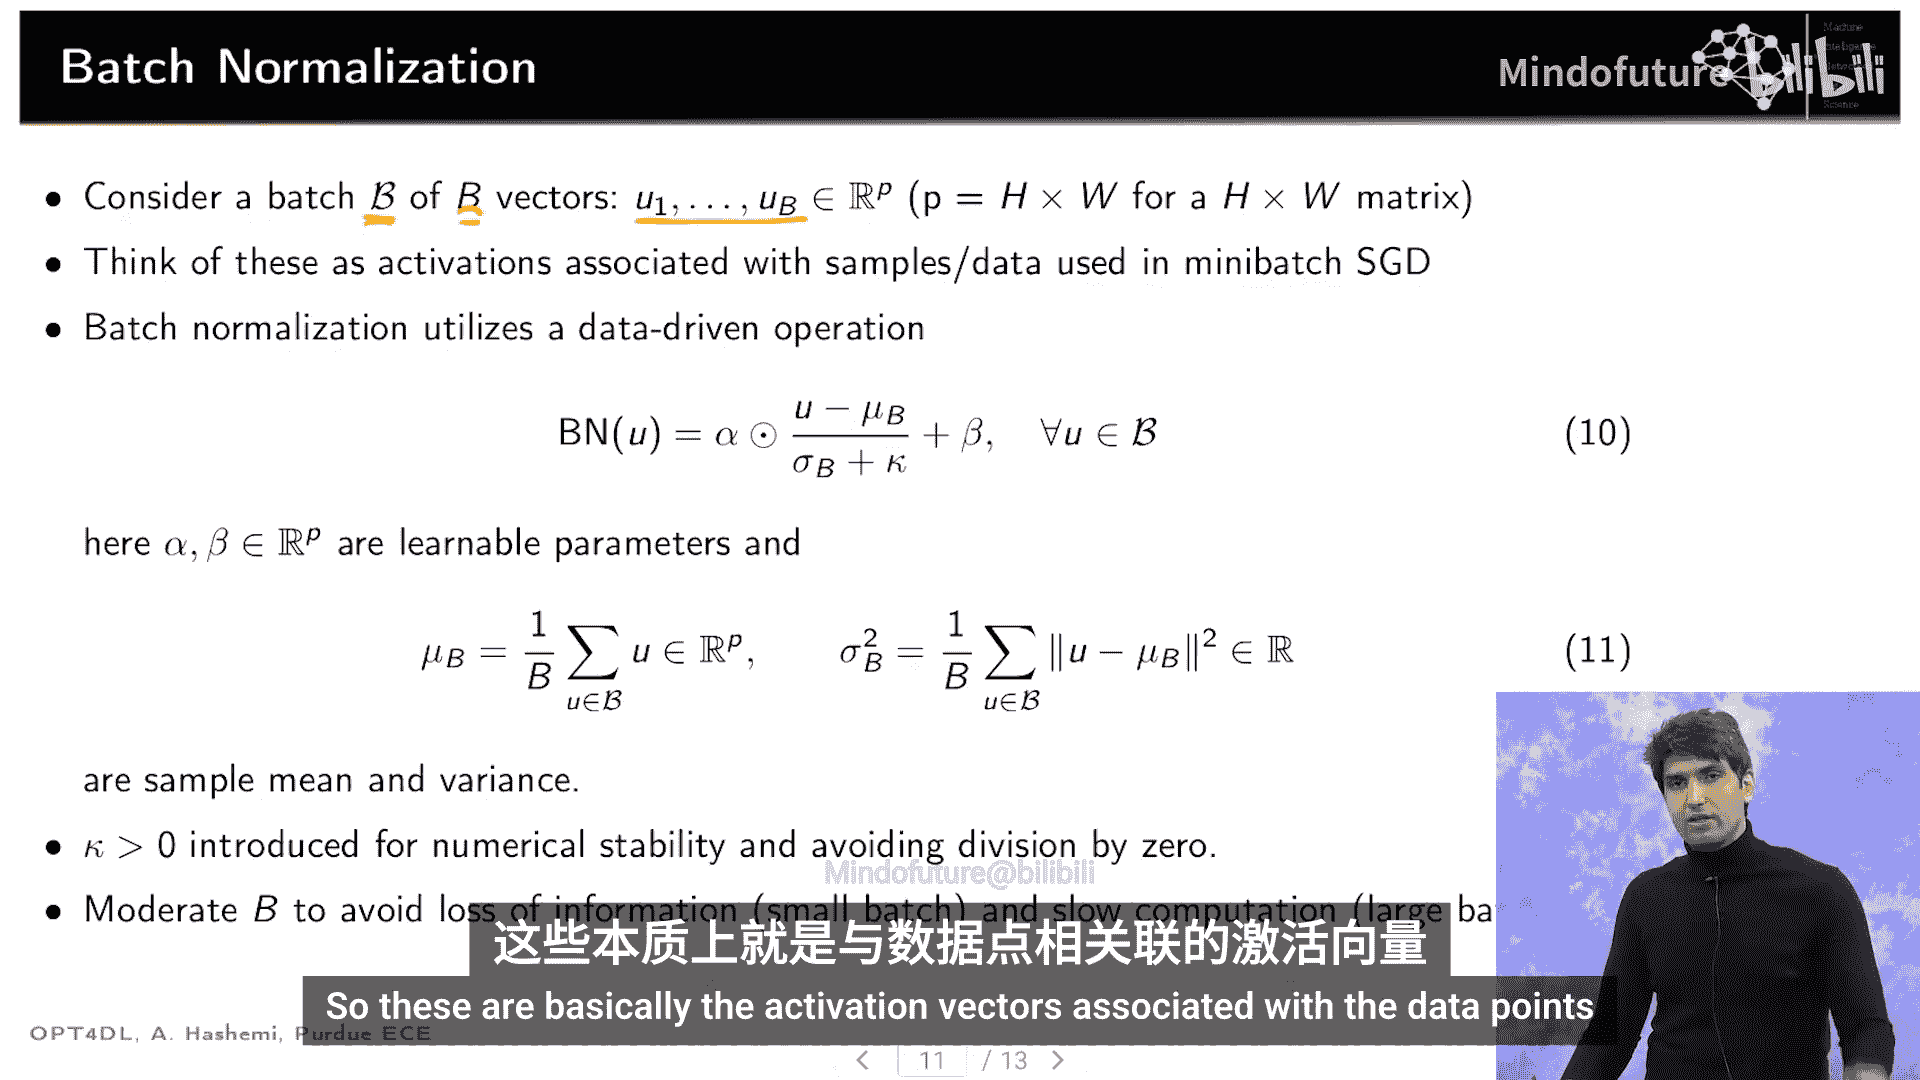 Batch Normalization
Mindofuture
bilibili
• Consider a batch ℬ of B vectors: u₁, . . . , u_B ∈ ℝᵖ (p = H × W for a H × W matrix)
• Think of these as activations associated with samples/data used in minibatch SGD
• Batch normalization utilizes a data-driven operation
BN(u) = α ⊙ (u − μ_B) / (σ_B + κ) + β, ∀u ∈ ℬ (10)
here α, β ∈ ℝᵖ are learnable parameters and
μ_B = 1/B ∑_{u∈ℬ} u ∈ ℝᵖ, σ²_B = 1/B ∑_{u∈ℬ} ‖u − μ_B‖² ∈ ℝ (11)
are sample mean and variance.
• κ > 0 introduced for numerical stability and avoiding division by zero.
Mindofuture@bilibili
• Moderate B to avoid loss of information (small batch) and slow computation (large
这些本质上就是与数据点相关联的激活向量
So these are basically the activation vectors associated with the data points
OPT4DL, A. Hashemi, Purdue ECE
11 / 13